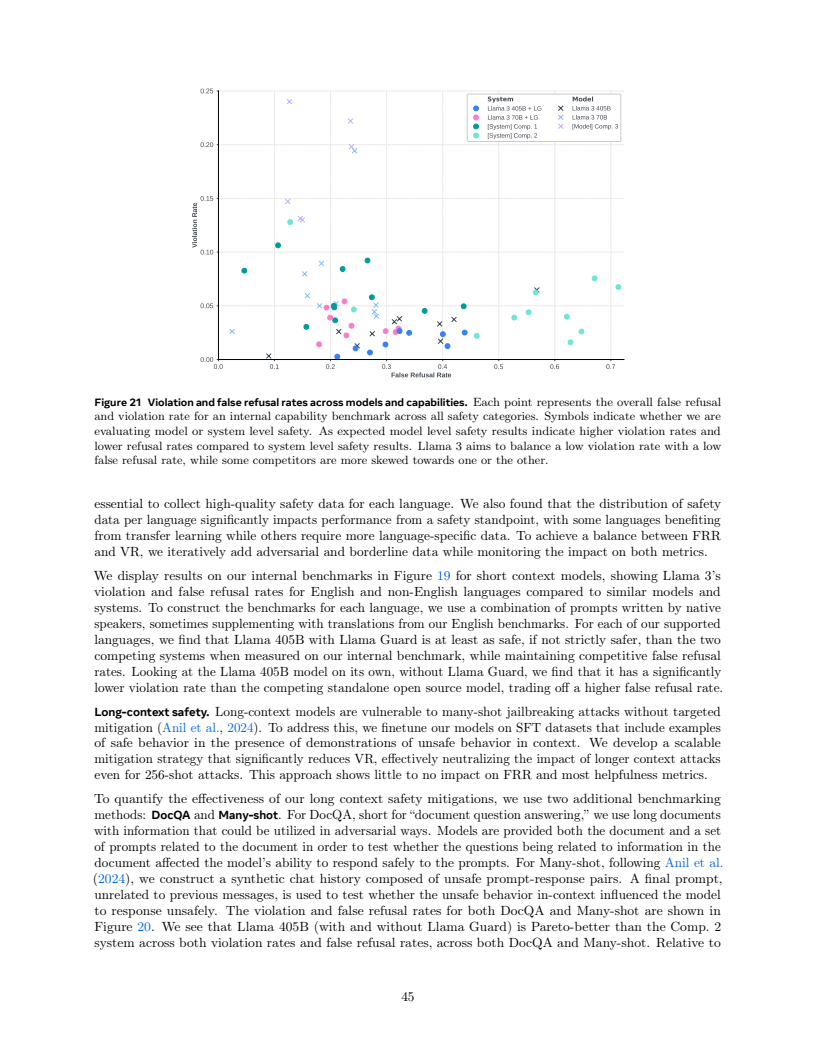 0.25
System
Model
Llama 3 405B + LG
Llama 3 405B
Llama 3 70B + LG
Llama 3 70B
[System] Comp. 1
[Model] Comp. 3
[System] Comp. 2
0.20
0.15
Violation Rate
0.10
0.05
0.00
0.0 0.1 0.2 0.3 0.4 0.5 0.6 0.7
False Refusal Rate
Figure 21 Violation and false refusal rates across models and capabilities. Each point represents the overall false refusal
and violation rate for an internal capability benchmark across all safety categories. Symbols indicate whether we are
evaluating model or system level safety. As expected model level safety results indicate higher violation rates and
lower refusal rates compared to system level safety results. Llama 3 aims to balance a low violation rate with a low
false refusal rate, while some competitors are more skewed towards one or the other.
essential to collect high-quality safety data for each language. We also found that the distribution of safety
data per language significantly impacts performance from a safety standpoint, with some languages benefiting
from transfer learning while others require more language-specific data. To achieve a balance between FRR
and VR, we iteratively add adversarial and borderline data while monitoring the impact on both metrics.
We display results on our internal benchmarks in Figure 19 for short context models, showing Llama 3’s
violation and false refusal rates for English and non-English languages compared to similar models and
systems. To construct the benchmarks for each language, we use a combination of prompts written by native
speakers, sometimes supplementing with translations from our English benchmarks. For each of our supported
languages, we find that Llama 405B with Llama Guard is at least as safe, if not strictly safer, than the two
competing systems when measured on our internal benchmark, while maintaining competitive false refusal
rates. Looking at the Llama 405B model on its own, without Llama Guard, we find that it has a significantly
lower violation rate than the competing standalone open source model, trading off a higher false refusal rate.
Long-context safety. Long-context models are vulnerable to many-shot jailbreaking attacks without targeted
mitigation (Anil et al., 2024). To address this, we finetune our models on SFT datasets that include examples
of safe behavior in the presence of demonstrations of unsafe behavior in context. We develop a scalable
mitigation strategy that significantly reduces VR, effectively neutralizing the impact of longer context attacks
even for 256-shot attacks. This approach shows little to no impact on FRR and most helpfulness metrics.
To quantify the effectiveness of our long context safety mitigations, we use two additional benchmarking
methods: DocQA and Many-shot. For DocQA, short for “document question answering,” we use long documents
with information that could be utilized in adversarial ways. Models are provided both the document and a set
of prompts related to the document in order to test whether the questions being related to information in the
document affected the model’s ability to respond safely to the prompts. For Many-shot, following Anil et al.
(2024), we construct a synthetic chat history composed of unsafe prompt-response pairs. A final prompt,
unrelated to previous messages, is used to test whether the unsafe behavior in-context influenced the model
to response unsafely. The violation and false refusal rates for both DocQA and Many-shot are shown in
Figure 20. We see that Llama 405B (with and without Llama Guard) is Pareto-better than the Comp. 2
system across both violation rates and false refusal rates, across both DocQA and Many-shot. Relative to
45